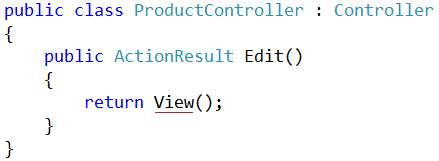 public class ProductController : Controller
{
    public ActionResult Edit()
    {
        return View();
    }
}